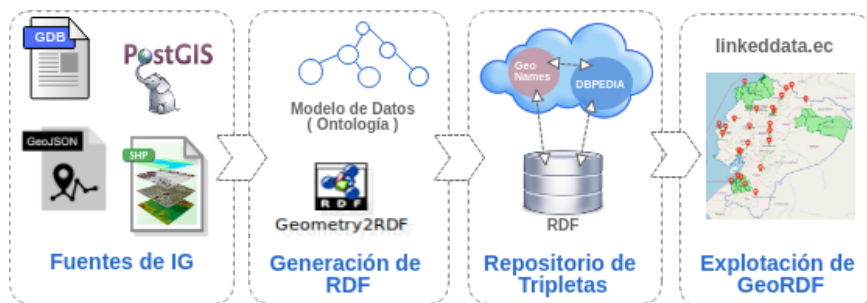 GDB
PostGIS
GeoJSON
SHP
Fuentes de IG
Modelo de Datos
( Ontología )
RDF
Geometry2RDF
Generación de
RDF
Geo
Names
DBPEDIA
RDF
Repositorio de
Tripletas
linkeddata.ec
Explotación de
GeoRDF